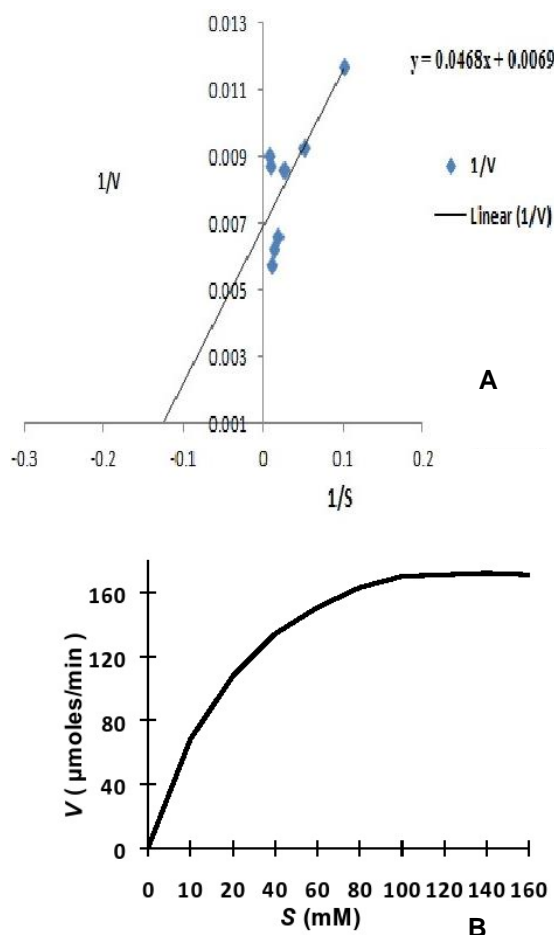 0.013
y = 0.0468x + 0.0069
0.011
0.009
1/V
1/V
0.007
Linear (1/V)
0.005
0.003
A
0.001
-0.3 -0.2 -0.1 0 0.1 0.2
1/S
160
120
80
40
0
V ( µmoles/min )
0 10 20 40 60 80 100 120 140 160
S (mM)
B